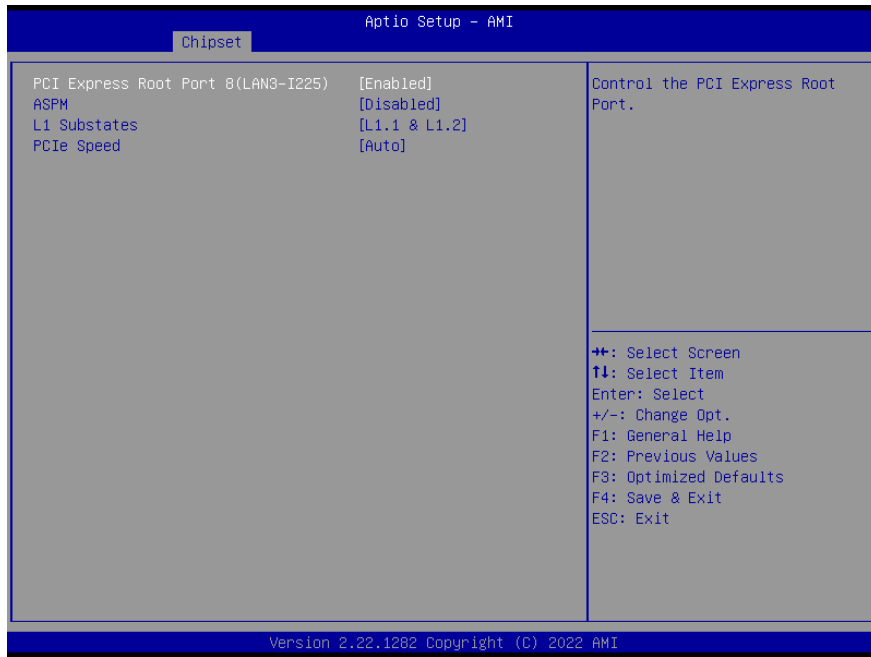 Aptio Setup – AMI
Chipset
PCI Express Root Port 8(LAN3-I225) [Enabled]
ASPM [Disabled]
L1 Substates [L1.1 & L1.2]
PCIe Speed [Auto]
Control the PCI Express Root
Port.
→←: Select Screen
↑↓: Select Item
Enter: Select
+/-: Change Opt.
F1: General Help
F2: Previous Values
F3: Optimized Defaults
F4: Save & Exit
ESC: Exit
Version 2.22.1282 Copyright (C) 2022 AMI